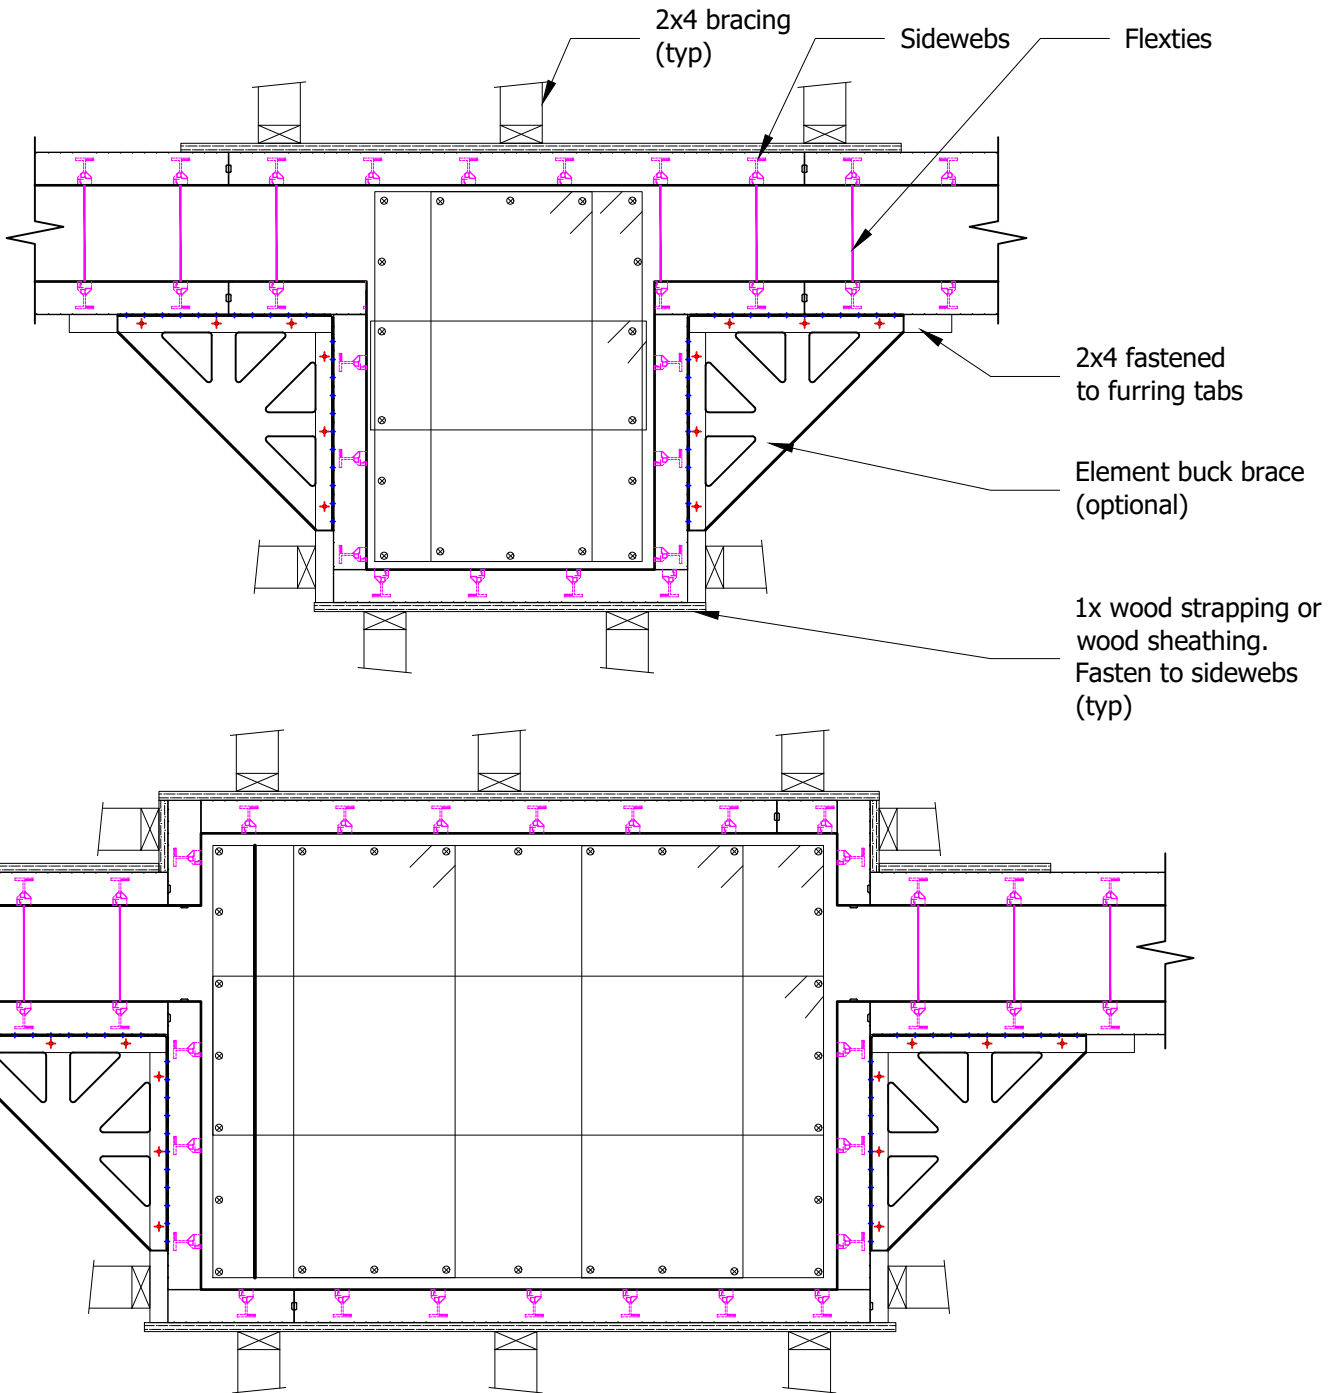 2x4 bracing
(typ)
Sidewebs
Flexties
2x4 fastened
to furring tabs
Element buck brace
(optional)
1x wood strapping or
wood sheathing.
Fasten to sidewebs
(typ)